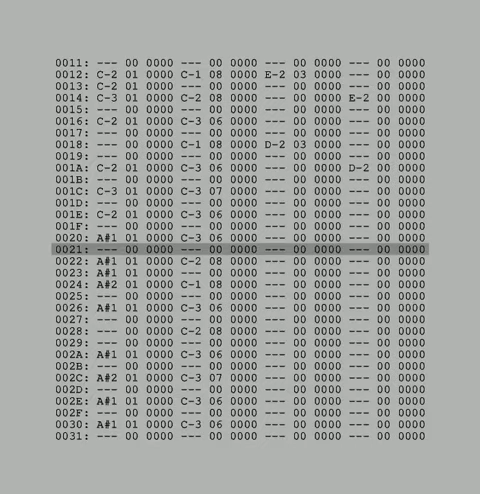 0011: --- 00 0000 --- 00 0000 --- 00 0000 --- 00 0000
0012: C-2 01 0000 C-1 08 0000 E-2 03 0000 --- 00 0000
0013: C-2 01 0000 --- 00 0000 --- 00 0000 --- 00 0000
0014: C-3 01 0000 C-2 08 0000 --- 00 0000 E-2 00 0000
0015: --- 00 0000 --- 00 0000 --- 00 0000 --- 00 0000
0016: C-2 01 0000 C-3 06 0000 --- 00 0000 --- 00 0000
0017: --- 00 0000 --- 00 0000 --- 00 0000 --- 00 0000
0018: --- 00 0000 C-1 08 0000 D-2 03 0000 --- 00 0000
0019: --- 00 0000 --- 00 0000 --- 00 0000 --- 00 0000
001A: C-2 01 0000 C-3 06 0000 --- 00 0000 D-2 00 0000
001B: --- 00 0000 --- 00 0000 --- 00 0000 --- 00 0000
001C: C-3 01 0000 C-3 07 0000 --- 00 0000 --- 00 0000
001D: --- 00 0000 --- 00 0000 --- 00 0000 --- 00 0000
001E: C-2 01 0000 C-3 06 0000 --- 00 0000 --- 00 0000
001F: --- 00 0000 --- 00 0000 --- 00 0000 --- 00 0000
0020: A#1 01 0000 C-3 06 0000 --- 00 0000 --- 00 0000
0021: --- 00 0000 --- 00 0000 --- 00 0000 --- 00 0000
0022: A#1 01 0000 C-2 08 0000 --- 00 0000 --- 00 0000
0023: A#1 01 0000 --- 00 0000 --- 00 0000 --- 00 0000
0024: A#2 01 0000 C-1 08 0000 --- 00 0000 --- 00 0000
0025: --- 00 0000 --- 00 0000 --- 00 0000 --- 00 0000
0026: A#1 01 0000 C-3 06 0000 --- 00 0000 --- 00 0000
0027: --- 00 0000 --- 00 0000 --- 00 0000 --- 00 0000
0028: --- 00 0000 C-2 08 0000 --- 00 0000 --- 00 0000
0029: --- 00 0000 --- 00 0000 --- 00 0000 --- 00 0000
002A: A#1 01 0000 C-3 06 0000 --- 00 0000 --- 00 0000
002B: --- 00 0000 --- 00 0000 --- 00 0000 --- 00 0000
002C: A#2 01 0000 C-3 07 0000 --- 00 0000 --- 00 0000
002D: --- 00 0000 --- 00 0000 --- 00 0000 --- 00 0000
002E: A#1 01 0000 C-3 06 0000 --- 00 0000 --- 00 0000
002F: --- 00 0000 --- 00 0000 --- 00 0000 --- 00 0000
0030: A#1 01 0000 C-3 06 0000 --- 00 0000 --- 00 0000
0031: --- 00 0000 --- 00 0000 --- 00 0000 --- 00 0000